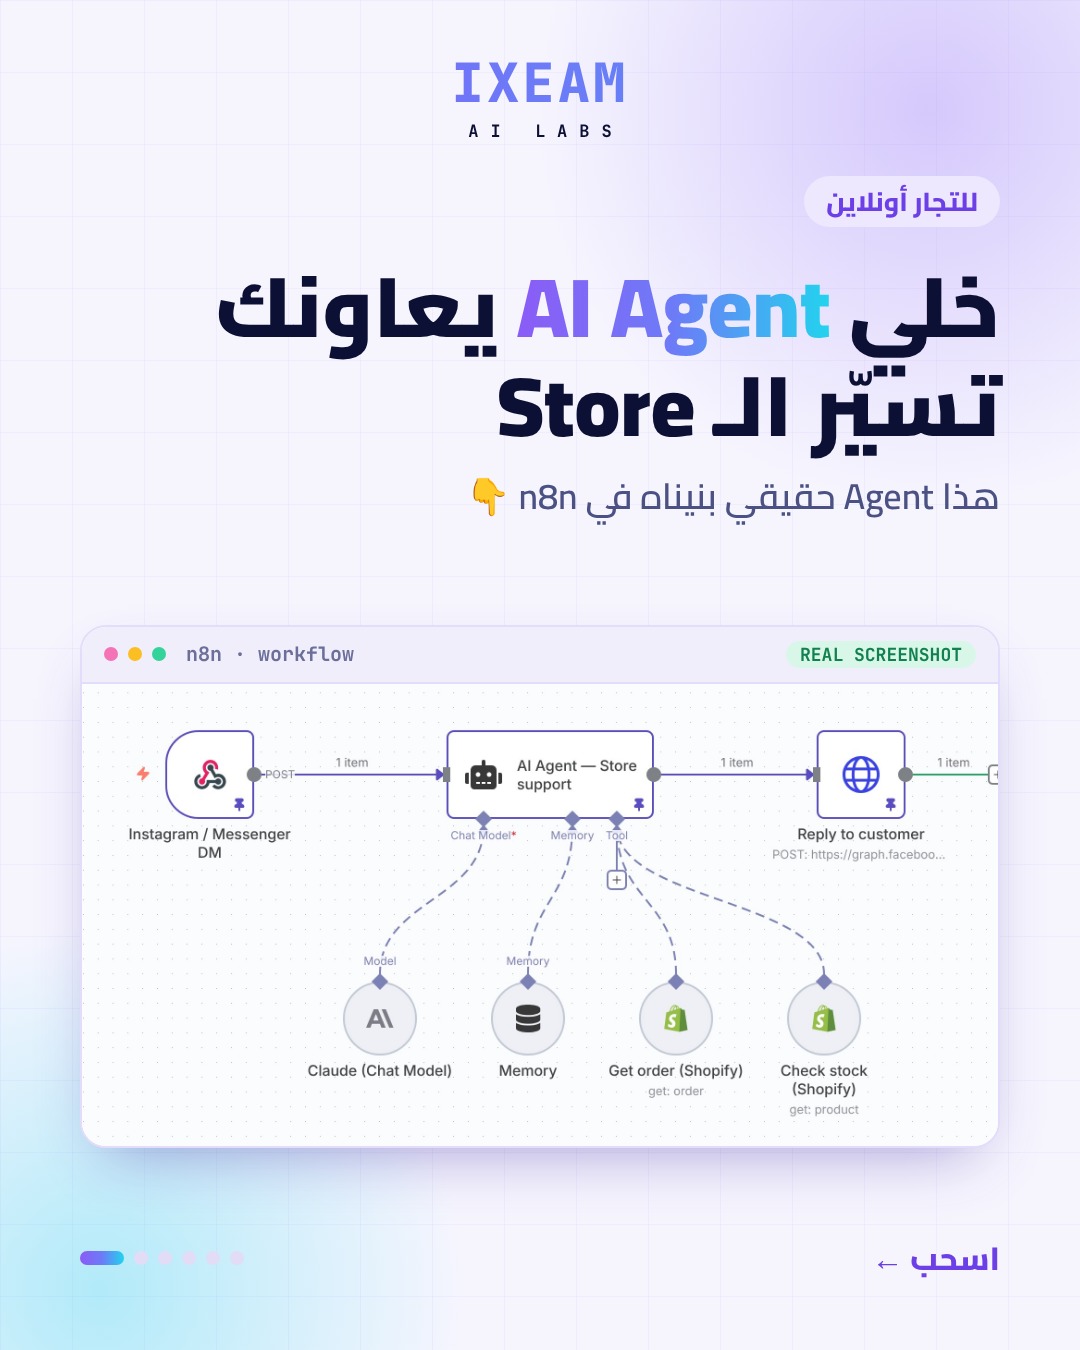 IXEAM
AI LABS
للتجار أونلاين
خلي AI Agent يعاونك
تسيّر الـ Store
هذا Agent حقيقي بنيناه في n8n 👇
n8n · workflow
REAL SCREENSHOT
POST
1 item
AI Agent — Store
support
1 item
1 item
Instagram / Messenger
DM
Chat Model*
Memory
Tool
Reply to customer
POST: https://graph.faceboo...
Model
Memory
Claude (Chat Model)
Memory
Get order (Shopify)
get: order
Check stock
(Shopify)
get: product
اسحب ←